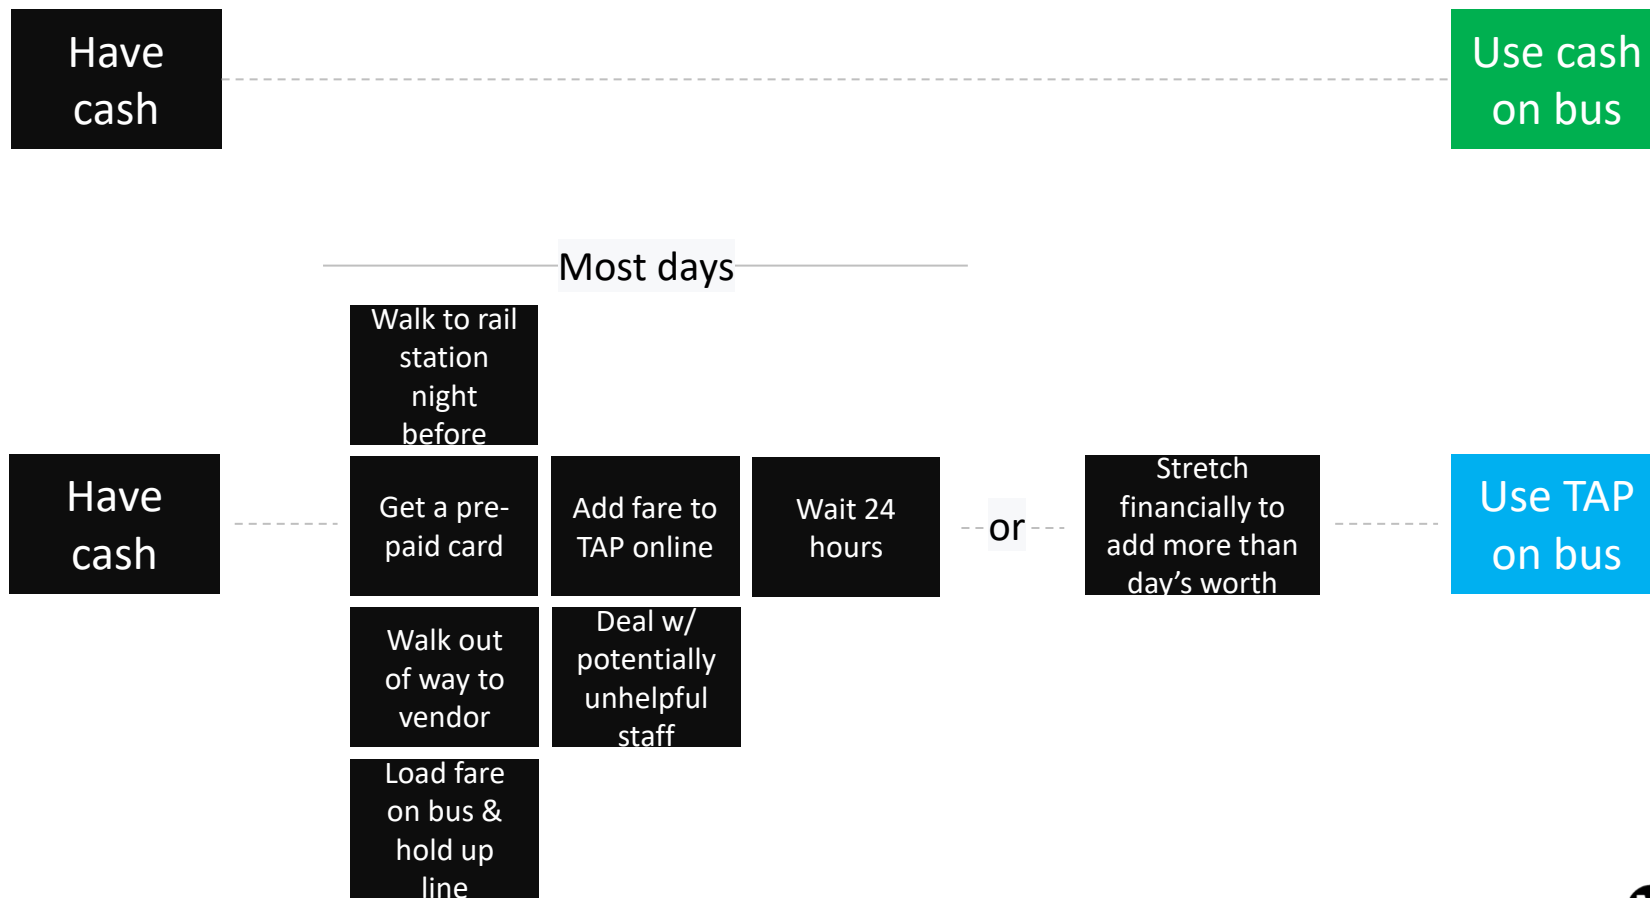 Have
cash
Use cash
on bus
Most days
Walk to rail
station
night
before
Have
cash
Get a pre-
paid card
Add fare to
TAP online
Wait 24
hours
or
Stretch
financially to
add more than
day’s worth
Use TAP
on bus
Walk out
of way to
vendor
Deal w/
potentially
unhelpful
staff
Load fare
on bus &
hold up
line